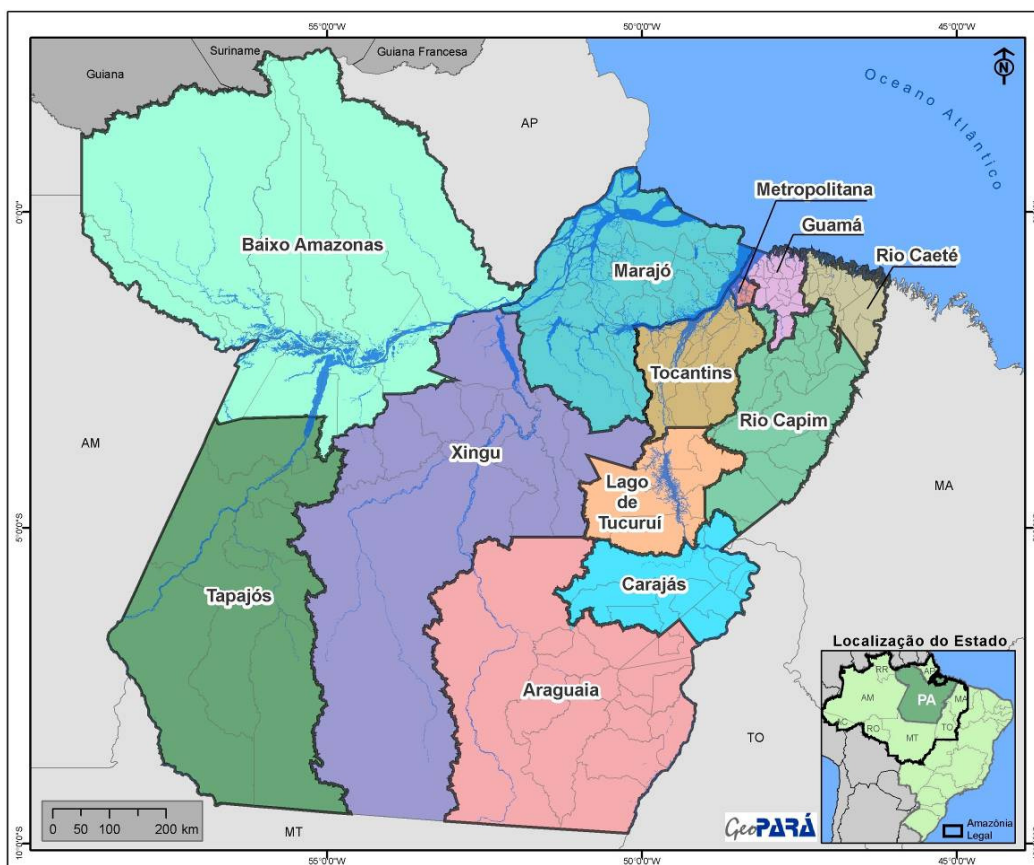 55°0'0"W
50°0'0"W
45°0'0"W
Suriname
Guiana Francesa
Guiana
N
Oceano Atlântico
AP
0°0'0"
Metropolitana
Guamá
Rio Caeté
Baixo Amazonas
Marajó
Tocantins
Rio Capim
AM
Xingu
MA
Lago
de
Tucuruí
5°0'0"S
Carajás
Tapajós
Araguaia
TO
MT
Localização do Estado
RR
AP
AM
PA
MA
RO
MT
TO
Amazônia
Legal
0 50 100 200 km
GeoPARÁ
10°0'0"S
55°0'0"W
50°0'0"W
45°0'0"W